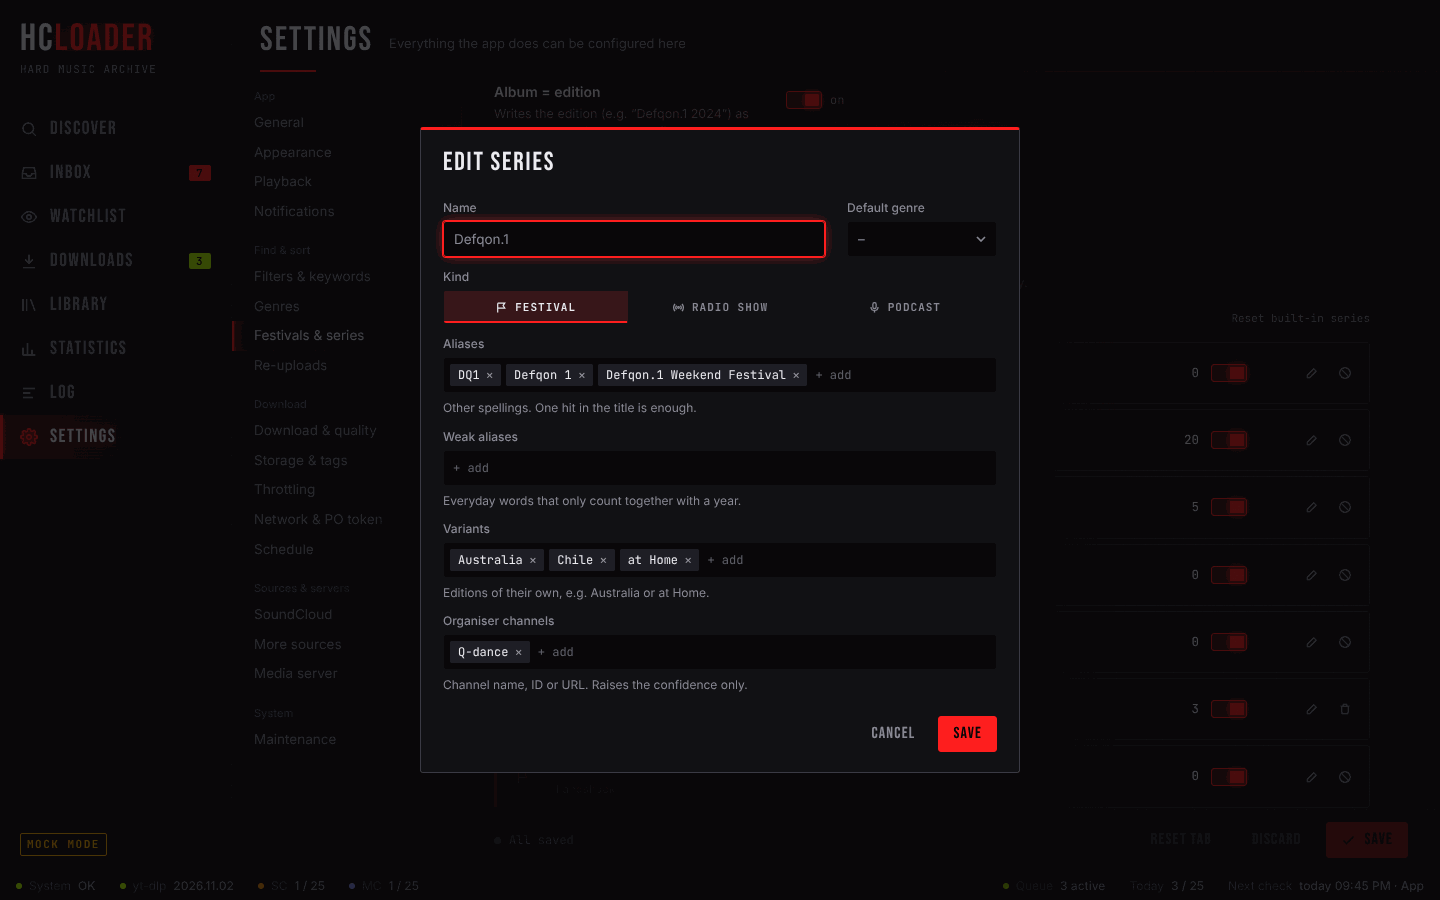 HCLOADER
HARD MUSIC ARCHIVE
DISCOVER
INBOX 7
WATCHLIST
DOWNLOADS 3
LIBRARY
STATISTICS
LOG
SETTINGS
MOCK MODE
SETTINGS Everything the app does can be configured here
App
General
Appearance
Playback
Notifications
Find & sort
Filters & keywords
Genres
Festivals & series
Re-uploads
Download
Download & quality
Storage & tags
Throttling
Network & PO token
Schedule
Sources & servers
SoundCloud
More sources
Media server
System
Maintenance
Album = edition
Writes the edition (e.g. "Defqon.1 2024") as
on
EDIT SERIES
Name
Defqon.1
Default genre
–
Kind
FESTIVAL RADIO SHOW PODCAST
Aliases
DQ1 × Defqon 1 × Defqon.1 Weekend Festival × + add
Other spellings. One hit in the title is enough.
Weak aliases
+ add
Everyday words that only count together with a year.
Variants
Australia × Chile × at Home × + add
Editions of their own, e.g. Australia or at Home.
Organiser channels
Q-dance × + add
Channel name, ID or URL. Raises the confidence only.
CANCEL SAVE
Reset built-in series
0
20
5
0
0
3
0
ALL saved
RESET TAB DISCARD SAVE
System OK yt-dlp 2026.11.02 SC 1 / 25 MC 1 / 25
Queue 3 active Today 3 / 25 Next check today 09:45 PM · App